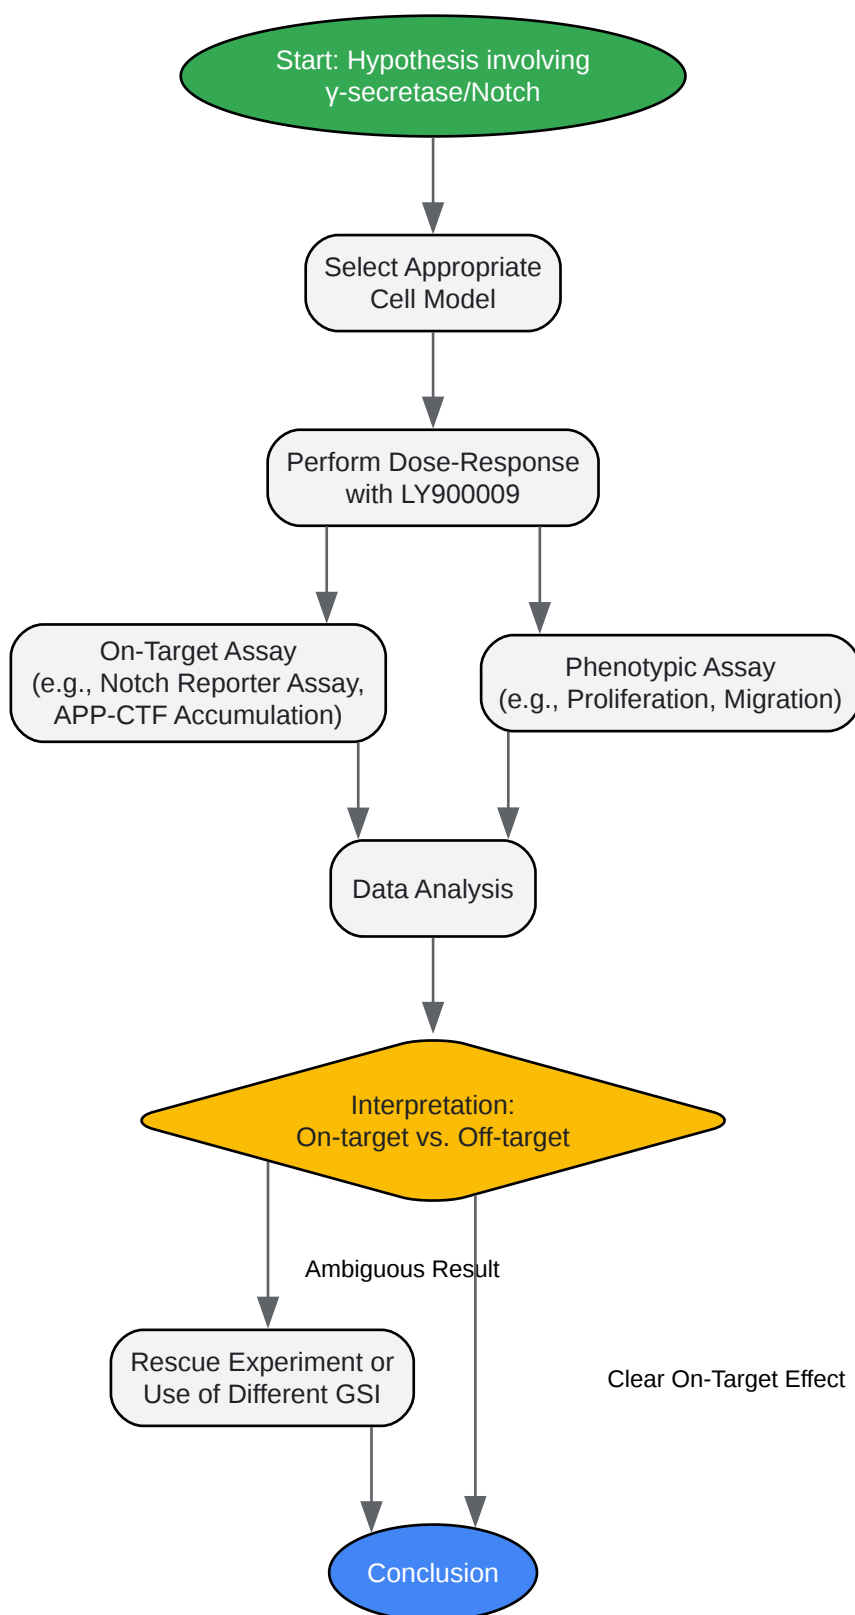 Start: Hypothesis involving
γ-secretase/Notch
Select Appropriate
Cell Model
Perform Dose-Response
with LY900009
On-Target Assay
(e.g., Notch Reporter Assay,
APP-CTF Accumulation)
Phenotypic Assay
(e.g., Proliferation, Migration)
Data Analysis
Interpretation:
On-target vs. Off-target
Ambiguous Result
Rescue Experiment or
Use of Different GSI
Clear On-Target Effect
Conclusion